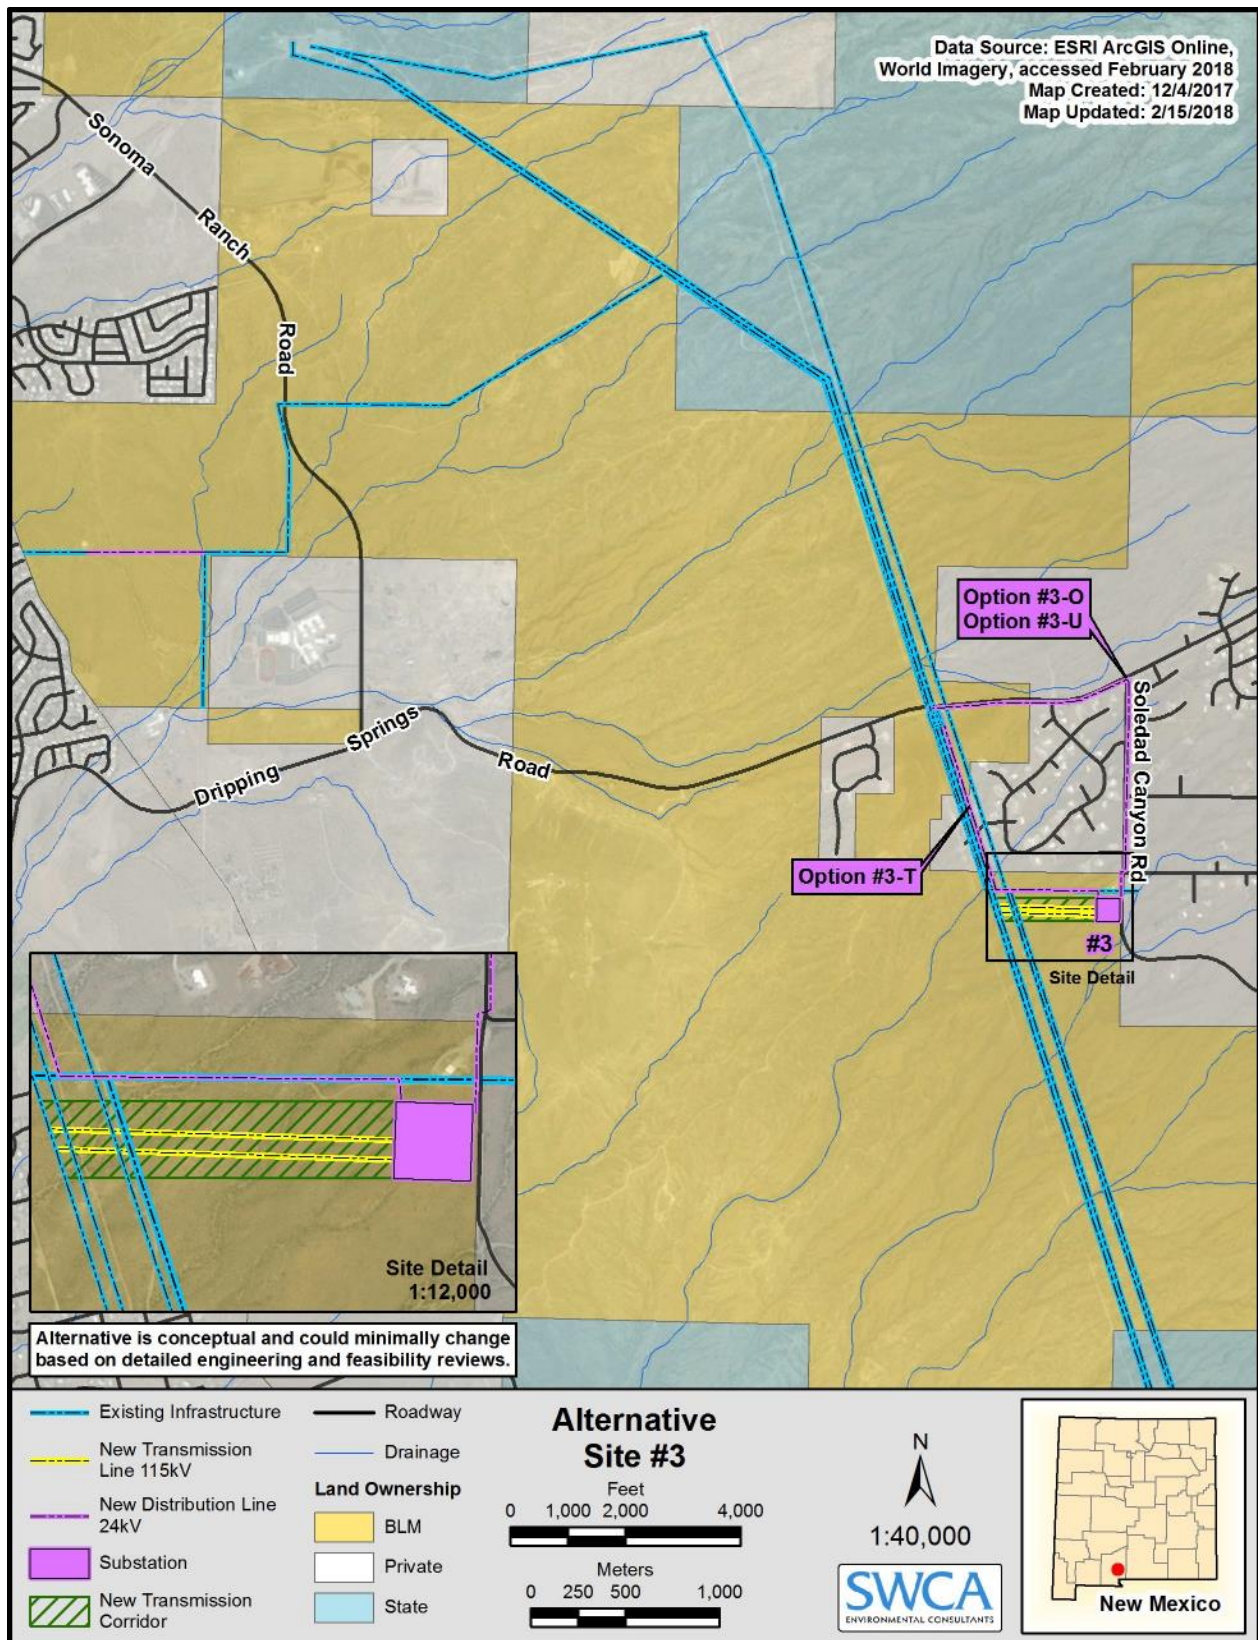 Data Source: ESRI ArcGIS Online,
World Imagery, accessed February 2018
Map Created: 12/4/2017
Map Updated: 2/15/2018
Sonoma
Ranch
Road
Option #3-O
Option #3-U
Soledad Canyon Rd
Dripping
Springs
Road
Option #3-T
#3
Site Detail
Site Detail
1:12,000
Alternative is conceptual and could minimally change
based on detailed engineering and feasibility reviews.
Existing Infrastructure
New Transmission
Line 115kV
New Distribution Line
24kV
Substation
New Transmission
Corridor
Roadway
Drainage
Land Ownership
BLM
Private
State
Alternative
Site #3
Feet
0 1,000 2,000 4,000
Meters
0 250 500 1,000
N
1:40,000
SWCA
ENVIRONMENTAL CONSULTANTS
New Mexico